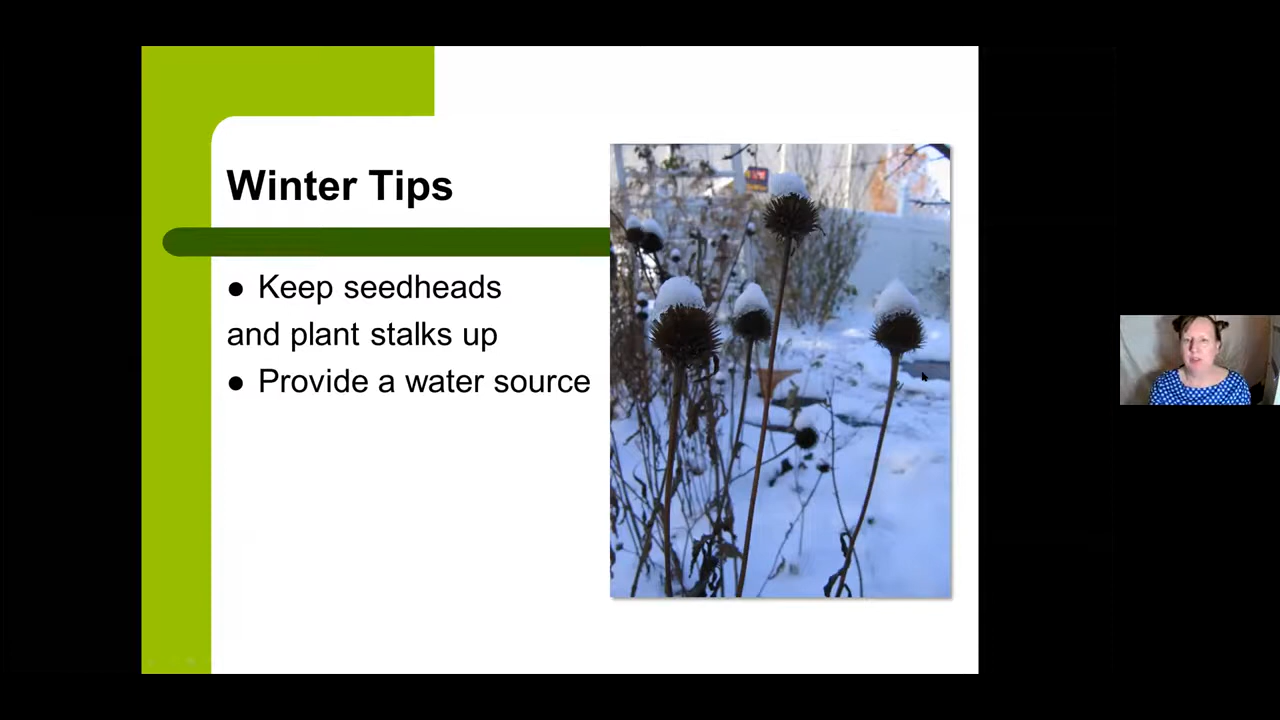 Winter Tips
● Keep seedheads
and plant stalks up
● Provide a water source